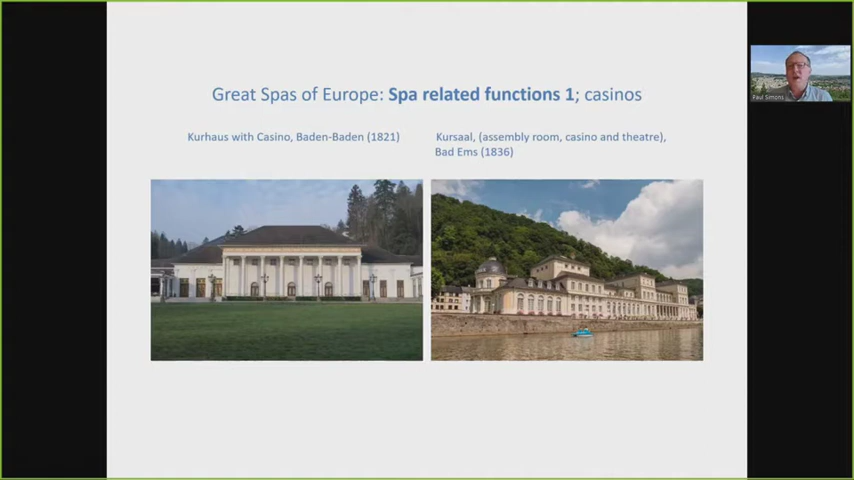 Great Spas of Europe: Spa related functions 1; casinos
Kurhaus with Casino, Baden-Baden (1821)
Kursaal, (assembly room, casino and theatre),
Bad Ems (1836)
Paul Simons